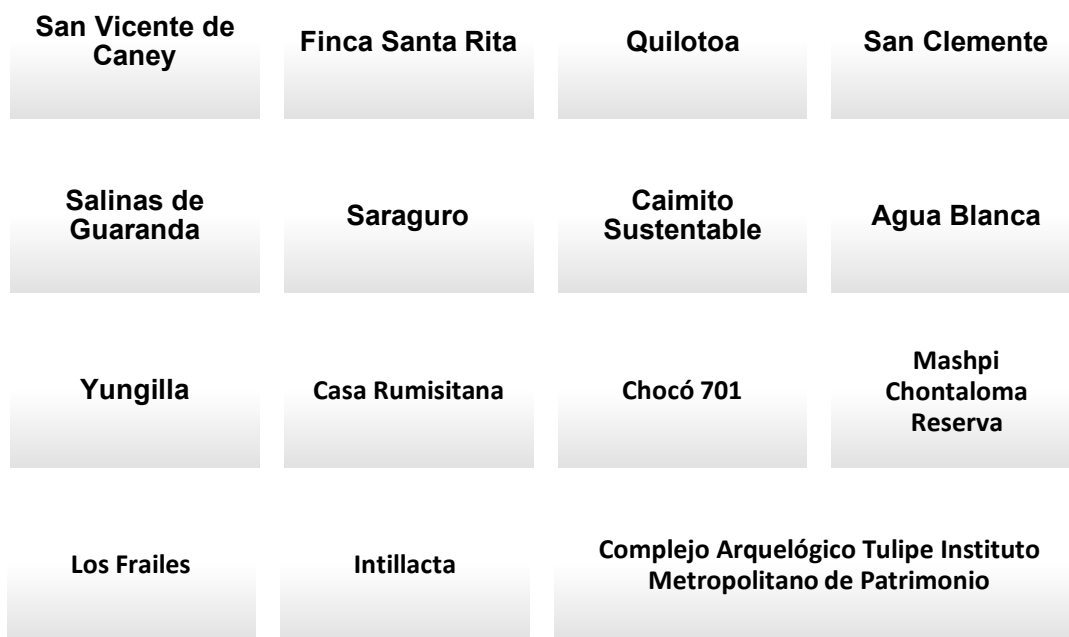 San Vicente de
Caney
Finca Santa Rita
Quilotoa
San Clemente
Salinas de
Guaranda
Saraguro
Caimito
Sustentable
Agua Blanca
Yungilla
Casa Rumisitana
Chocó 701
Mashpi
Chontaloma
Reserva
Los Frailes
Intillacta
Complejo Arquelógico Tulipe Instituto
Metropolitano de Patrimonio